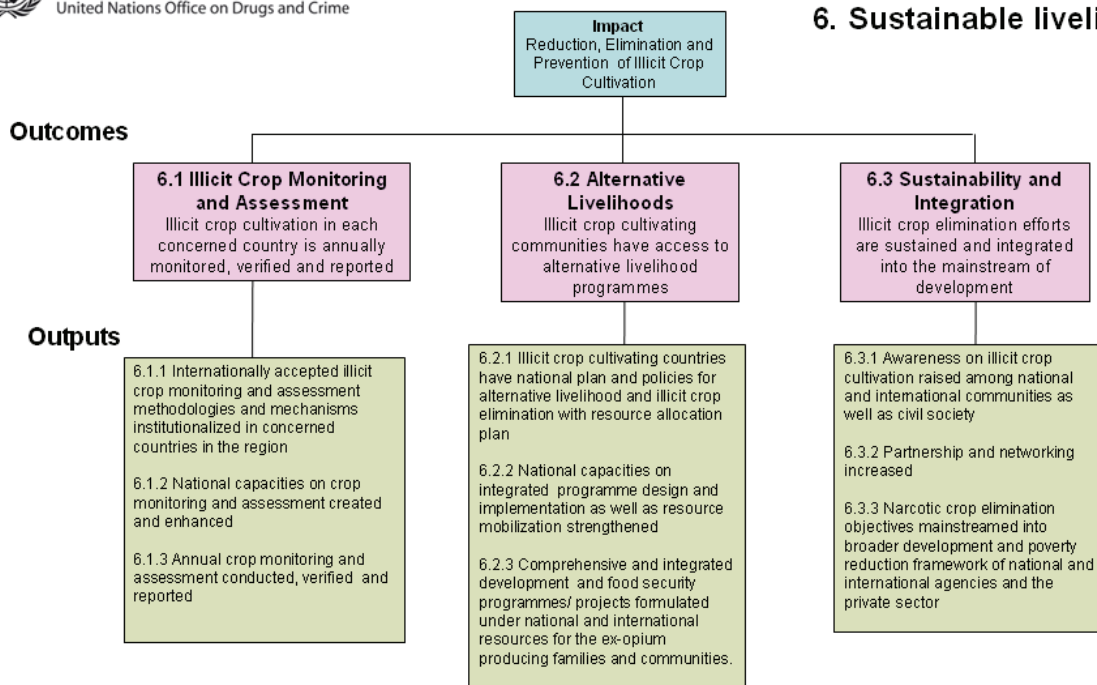 United Nations Office on Drugs and Crime
6. Sustainable liveli
Impact
Reduction, Elimination and
Prevention of Illicit Crop
Cultivation
Outcomes
6.1 Illicit Crop Monitoring
and Assessment
Illicit crop cultivation in each
concerned country is annually
monitored, verified and reported
6.2 Alternative
Livelihoods
Illicit crop cultivating
communities have access to
alternative livelihood
programmes
6.3 Sustainability and
Integration
Illicit crop elimination efforts
are sustained and integrated
into the mainstream of
development
Outputs
6.1.1 Internationally accepted illicit
crop monitoring and assessment
methodologies and mechanisms
institutionalized in concerned
countries in the region
6.1.2 National capacities on crop
monitoring and assessment created
and enhanced
6.1.3 Annual crop monitoring and
assessment conducted, verified and
reported
6.2.1 Illicit crop cultivating countries
have national plan and policies for
alternative livelihood and illicit crop
elimination with resource allocation
plan
6.2.2 National capacities on
integrated programme design and
implementation as well as resource
mobilization strengthened
6.2.3 Comprehensive and integrated
development and food security
programmes/ projects formulated
under national and international
resources for the ex-opium
producing families and communities.
6.3.1 Awareness on illicit crop
cultivation raised among national
and international communities as
well as civil society
6.3.2 Partnership and networking
increased
6.3.3 Narcotic crop elimination
objectives mainstreamed into
broader development and poverty
reduction framework of national and
international agencies and the
private sector